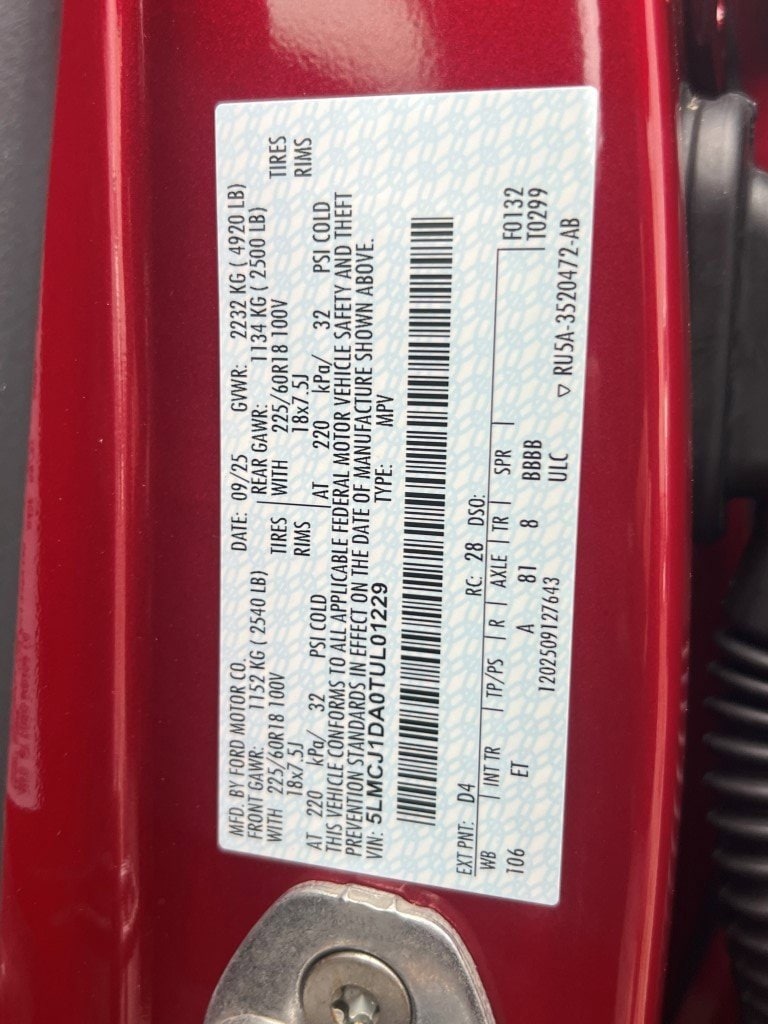 MFD. BY FORD MOTOR CO. DATE: 09/25 GVWR: 2232 KG ( 4920 LB)
FRONT GAWR: 1152 KG ( 2540 LB) REAR GAWR: 1134 KG ( 2500 LB)
WITH 225/60R18 100V TIRES WITH 225/60R18 100V TIRES
18x7.5J RIMS 18x7.5J RIMS
AT 220 kPa/ 32 PSI COLD AT 220 kPa/ 32 PSI COLD
THIS VEHICLE CONFORMS TO ALL APPLICABLE FEDERAL MOTOR VEHICLE SAFETY AND THEFT
PREVENTION STANDARDS IN EFFECT ON THE DATE OF MANUFACTURE SHOWN ABOVE.
VIN: 5LMCJ1DA0TUL01229 TYPE: MPV
EXT PNT: D4 RC: 28 DSO: F0132
WB INT TR TP/PS R AXLE TR SPR T0299
106 ET A 81 8 BBBB
1202509127643 ULC ▽ RU5A-3520472-AB